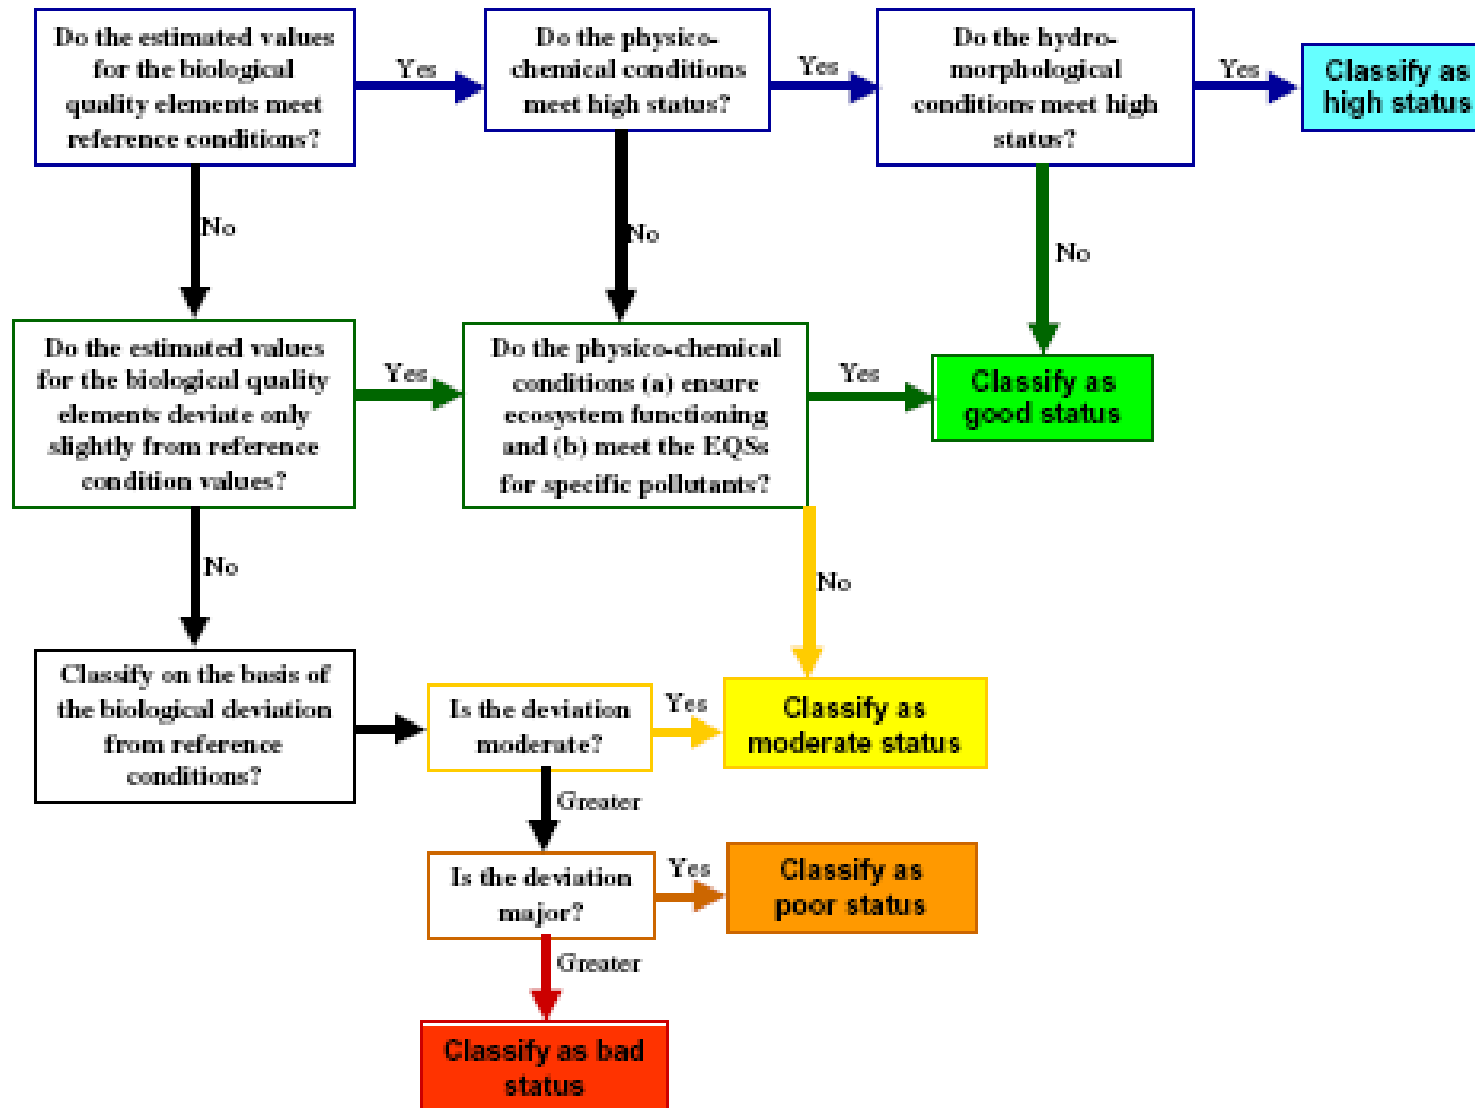 Do the estimated values
for the biological
quality elements meet
reference conditions?
Yes
Do the physico-
chemical conditions
meet high status?
Yes
Do the hydro-
morphological
conditions meet high
status?
Yes
Classify as
high status
No
No
No
Do the estimated values
for the biological quality
elements deviate only
slightly from reference
condition values?
Yes
Do the physico-chemical
conditions (a) ensure
ecosystem functioning
and (b) meet the EQSs
for specific pollutants?
Yes
Classify as
good status
No
No
Classify on the basis of
the biological deviation
from reference
conditions?
Is the deviation
moderate?
Yes
Classify as
moderate status
Greater
Is the deviation
major?
Yes
Classify as
poor status
Greater
Classify as bad
status